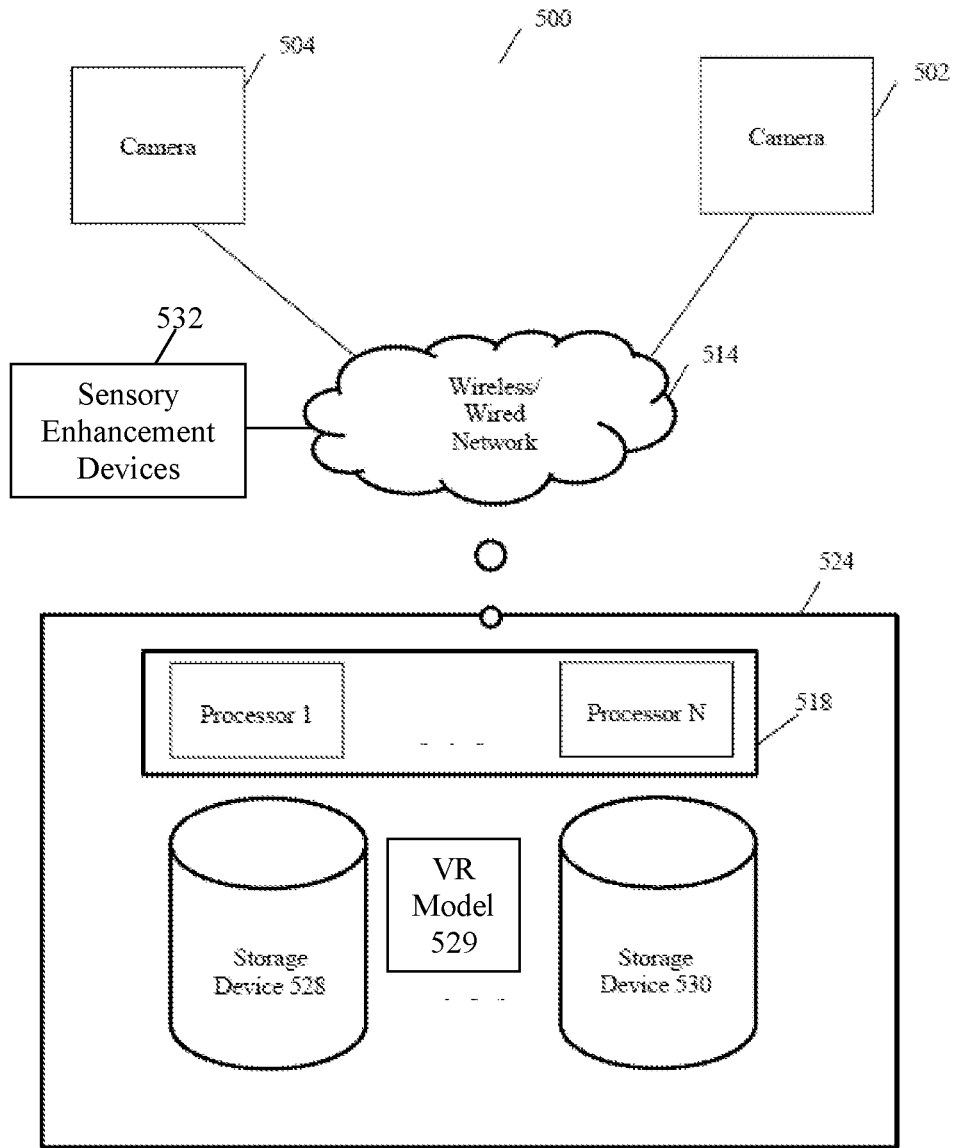 500
504
502
Camera
Camera
532
514
Sensory
Enhancement
Devices
Wireless/
Wired
Network
524
Processor 1
Processor N
518
VR
Model
529
Storage
Device 528
Storage
Device 530